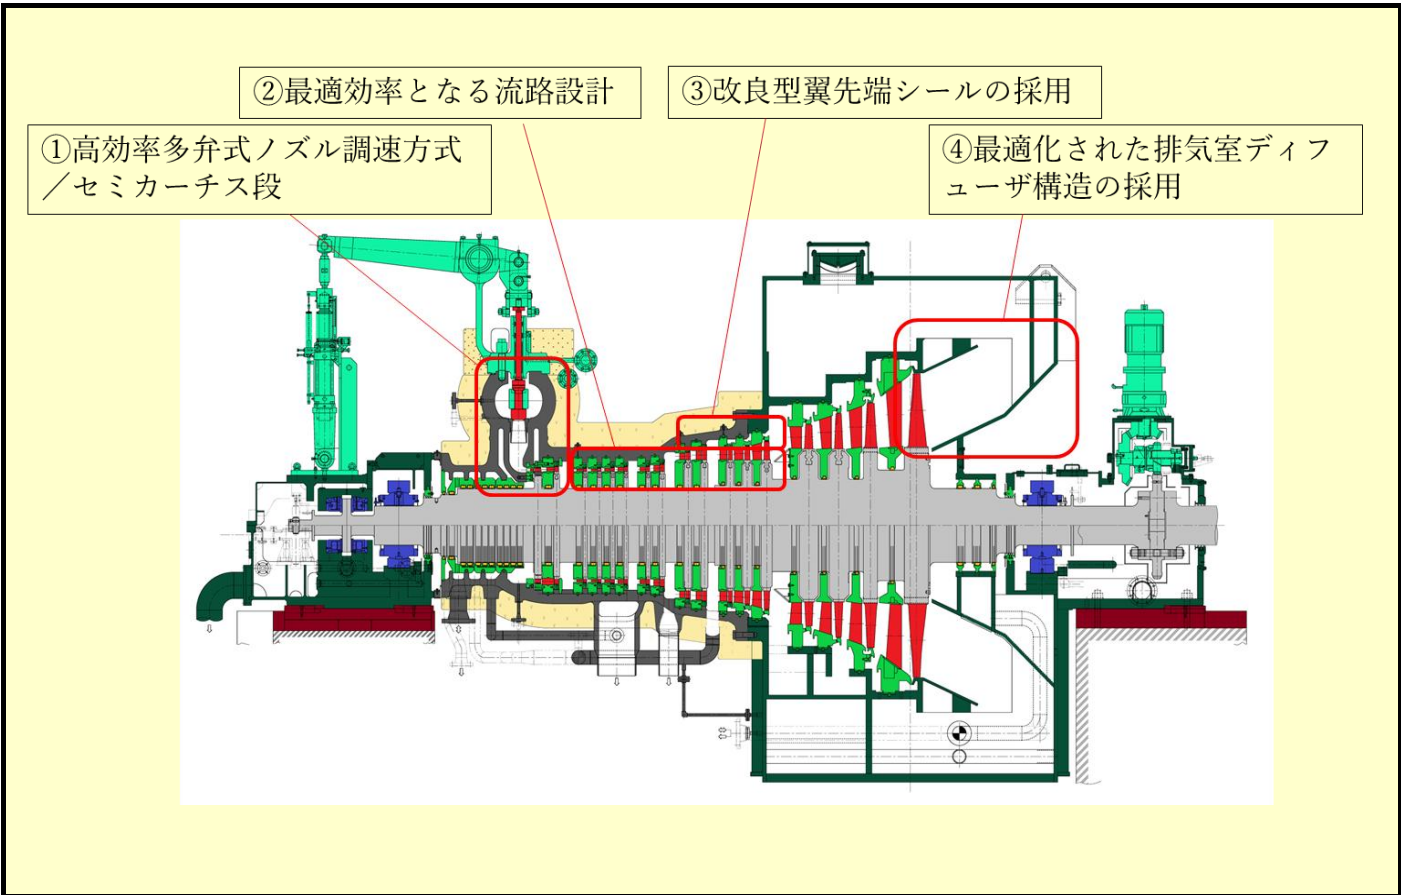 ②最適効率となる流路設計
③改良型翼先端シールの採用
①高効率多弁式ノズル調速方式
／セミカーチス段
④最適化された排気室ディフ
ューザ構造の採用